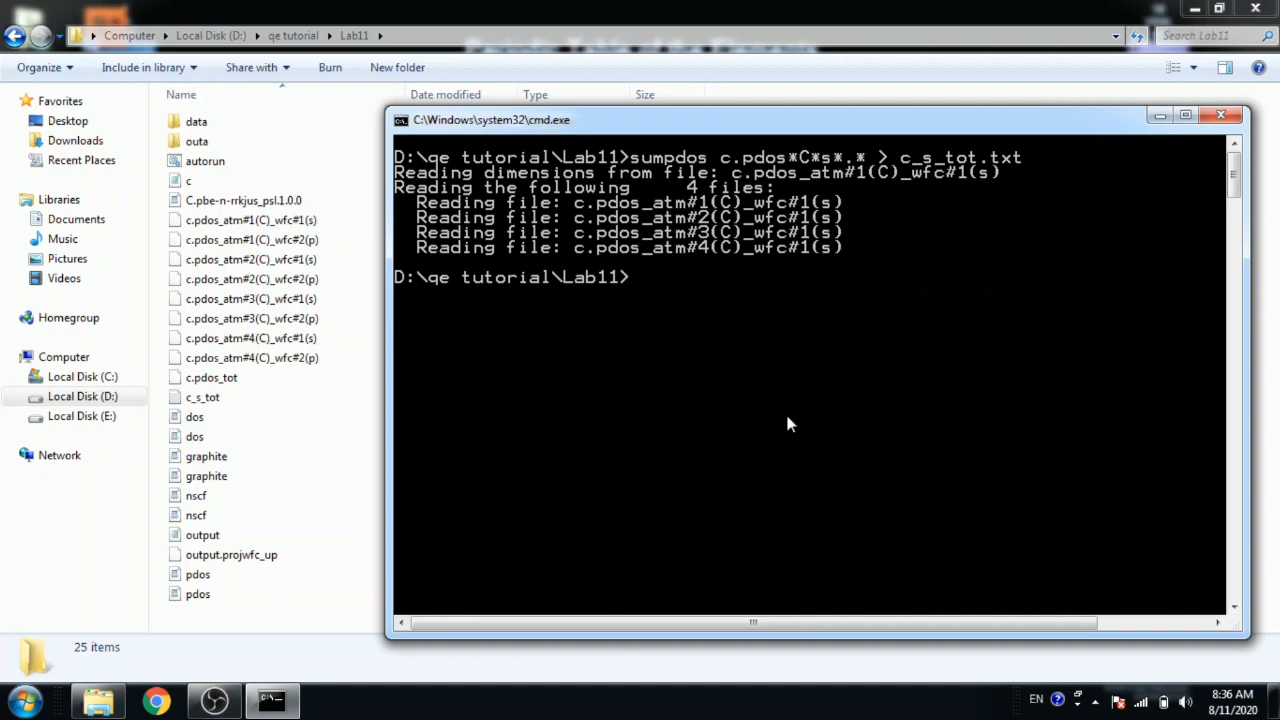 Periodic Table of the Elements
Computer Local Disk (D:) qe tutorial Lab11
Search Lab11
Organize Include in library Share with Burn New folder
Name Date modified Type Size
Favorites
Desktop
Downloads
Recent Places
Libraries
Documents
Music
Pictures
Videos
Homegroup
Computer
Local Disk (C:)
Local Disk (D:)
Local Disk (E:)
Network
data
outa
autorun
c
C.pbe-n-rrkjus_psl.1.0.0
c.pdos_atm#1(C)_wfc#1(s)
c.pdos_atm#1(C)_wfc#2(p)
c.pdos_atm#2(C)_wfc#1(s)
c.pdos_atm#2(C)_wfc#2(p)
c.pdos_atm#3(C)_wfc#1(s)
c.pdos_atm#3(C)_wfc#2(p)
c.pdos_atm#4(C)_wfc#1(s)
c.pdos_atm#4(C)_wfc#2(p)
c.pdos_tot
c_s_tot
dos
dos
graphite
graphite
nscf
nscf
output
output.projwfc_up
pdos
pdos
C:\Windows\system32\cmd.exe
D:\qe tutorial\Lab11>sumpdos c.pdos*C*s*.* > c_s_tot.txt
Reading dimensions from file: c.pdos_atm#1(C)_wfc#1(s)
Reading the following 4 files:
Reading file: c.pdos_atm#1(C)_wfc#1(s)
Reading file: c.pdos_atm#2(C)_wfc#1(s)
Reading file: c.pdos_atm#3(C)_wfc#1(s)
Reading file: c.pdos_atm#4(C)_wfc#1(s)
D:\qe tutorial\Lab11>
25 items
EN
8:36 AM
8/11/2020